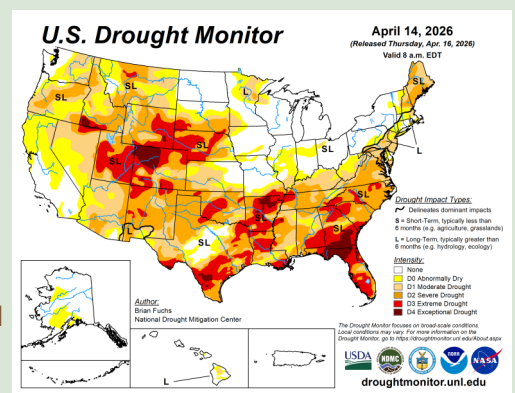 U.S. Drought Monitor
April 14, 2026
(Released Thursday, Apr. 16, 2026)
Valid 8 a.m. EDT
SL
SL
L
SL
L
SL
SL
SL
SL
SL
L
SL
SL
L
Drought Impact Types:
Delineates dominant impacts
S = Short-Term, typically less than
6 months (e.g. agriculture, grasslands)
L = Long-Term, typically greater than
6 months (e.g. hydrology, ecology)
Intensity:
None
D0 Abnormally Dry
D1 Moderate Drought
D2 Severe Drought
D3 Extreme Drought
D4 Exceptional Drought
Author:
Brian Fuchs
National Drought Mitigation Center
The Drought Monitor focuses on broad-scale conditions.
Local conditions may vary. For more information on the
Drought Monitor, go to https://droughtmonitor.unl.edu/About.aspx
USDA
NDMC
NOAA
NASA
droughtmonitor.unl.edu